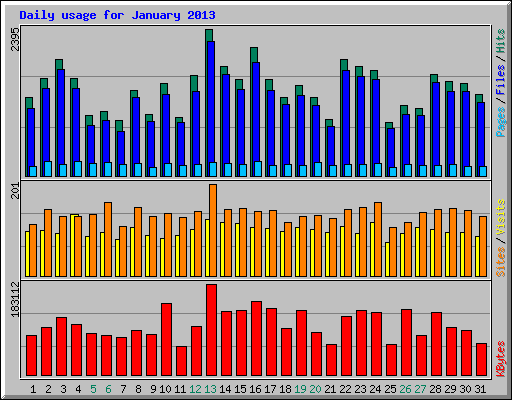 Daily usage for January 2013
2395
Pages / Files / Hits
201
Sites / Visits
183112
KBytes
1 2 3 4 5 6 7 8 9 10 11 12 13 14 15 16 17 18 19 20 21 22 23 24 25 26 27 28 29 30 31